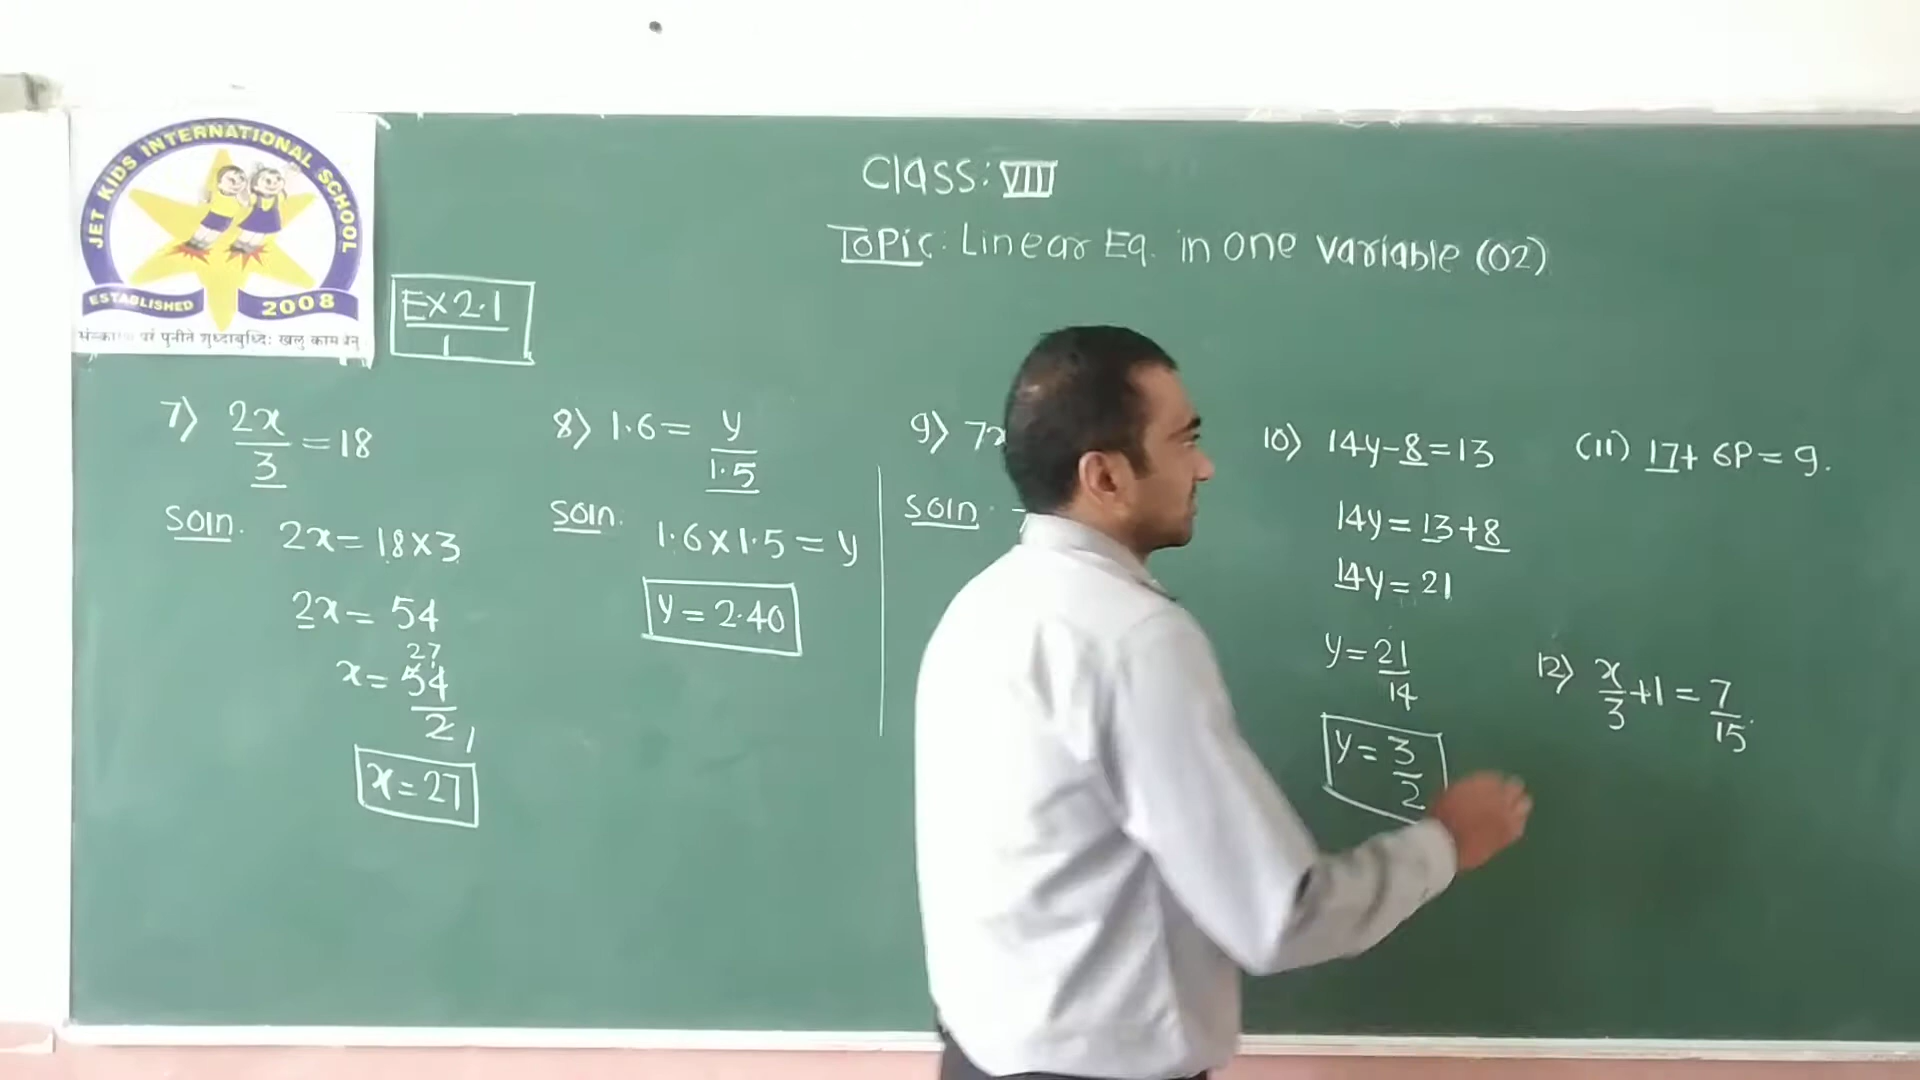 JET KIDS INTERNATIONAL SCHOOL
ESTABLISHED 2008
पुनीते शुध्दाबुध्दिः खलु काम
Class: VIII
Topic: Linear Eq. in one variable (02)
EX 2.1
7) 2x/3 = 18
Soln. 2x = 18×3
2x = 54
27
x = 54/2 1
x = 27
8) 1.6 = y/1.5
Soln. 1.6×1.5 = y
y = 2.40
9) 7x
Soln. 7
10) 14y-8=13
14y = 13+8
14y = 21
y = 21/14
y = 3/2
(11) 17+ 6P = 9.
12) x/3 +1 = 7/15.